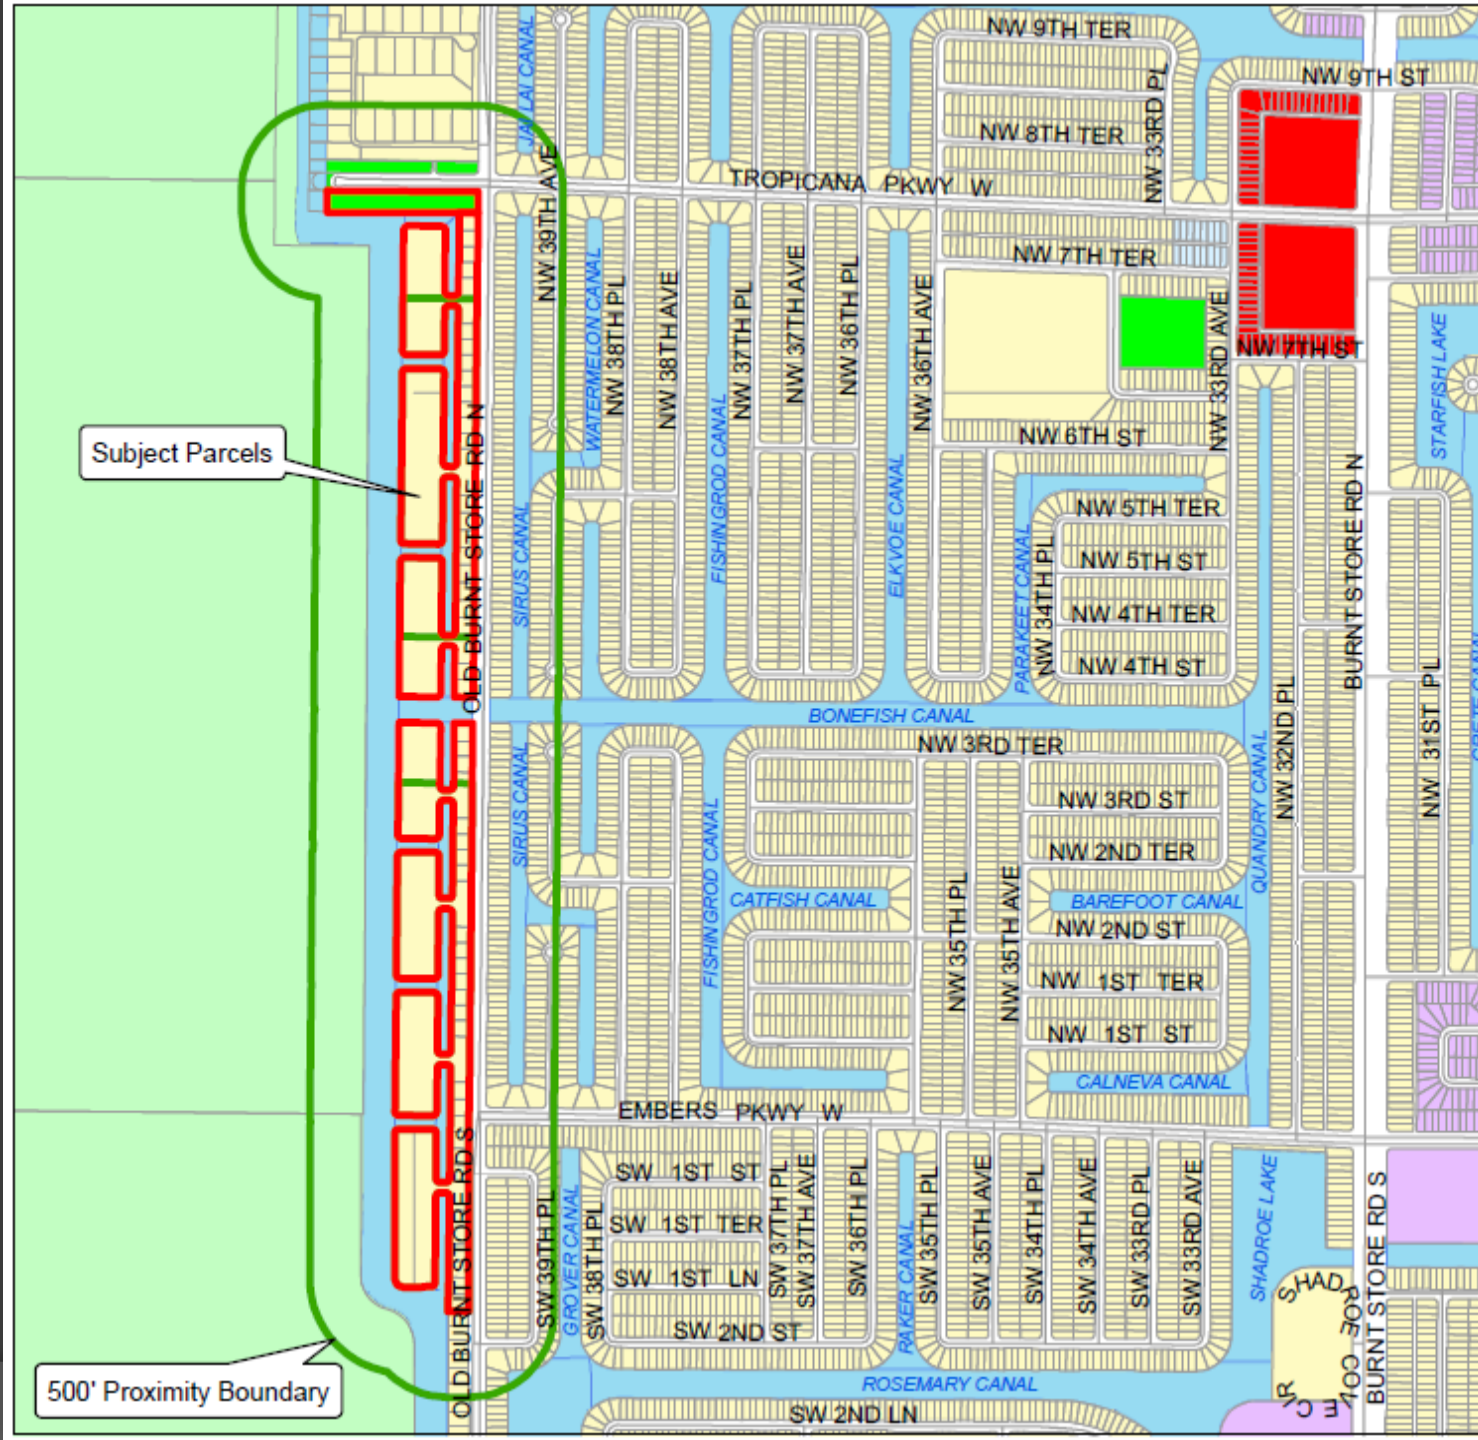 NW 9TH TER
NW 9TH ST
JAI LAI CANAL
NW 33RD PL
NW 8TH TER
NW 39TH AVE
TROPICANA PKWY W
NW 7TH TER
WATERMELON CANAL
NW 38TH PL
NW 38TH AVE
NW 37TH PL
NW 37TH AVE
NW 36TH PL
NW 36TH AVE
NW 33RD AVE
NW 7TH ST
STARFISH LAKE
Subject Parcels
OLD BURNT STORE RD N
FISHINGROD CANAL
NW 6TH ST
ELKVOE CANAL
SIRUS CANAL
PARAKEET CANAL
NW 34TH PL
NW 5TH TER
NW 5TH ST
NW 4TH TER
NW 4TH ST
BURNT STORE RD N
NW 32ND PL
NW 31ST PL
BONEFISH CANAL
NW 3RD TER
SIRUS CANAL
FISHINGROD CANAL
NW 3RD ST
NW 2ND TER
QUANDRY CANAL
CATFISH CANAL
NW 35TH PL
NW 35TH AVE
BAREFOOT CANAL
NW 2ND ST
NW 1ST TER
NW 1ST ST
CALNEVA CANAL
EMBERS PKWY W
OLD BURNT STORE RD S
SW 39TH PL
GROVER CANAL
SW 38TH PL
SW 1ST ST
SW 1ST TER
SW 1ST LN
SW 2ND ST
SW 37TH PL
SW 37TH AVE
SW 36TH PL
RAKER CANAL
SW 35TH PL
SW 35TH AVE
SW 34TH PL
SW 34TH AVE
SW 33RD PL
SW 33RD AVE
SHADROE LAKE
SHADROE COVE CIR
BURNT STORE RD S
500' Proximity Boundary
ROSEMARY CANAL
SW 2ND LN